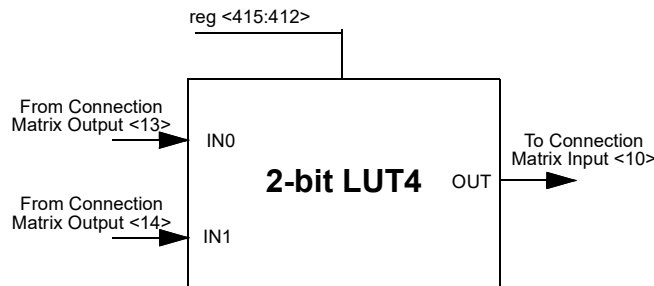 reg <415:412>
From Connection
Matrix Output <13>
IN0
To Connection
Matrix Input <10>
2-bit LUT4
OUT
From Connection
Matrix Output <14>
IN1